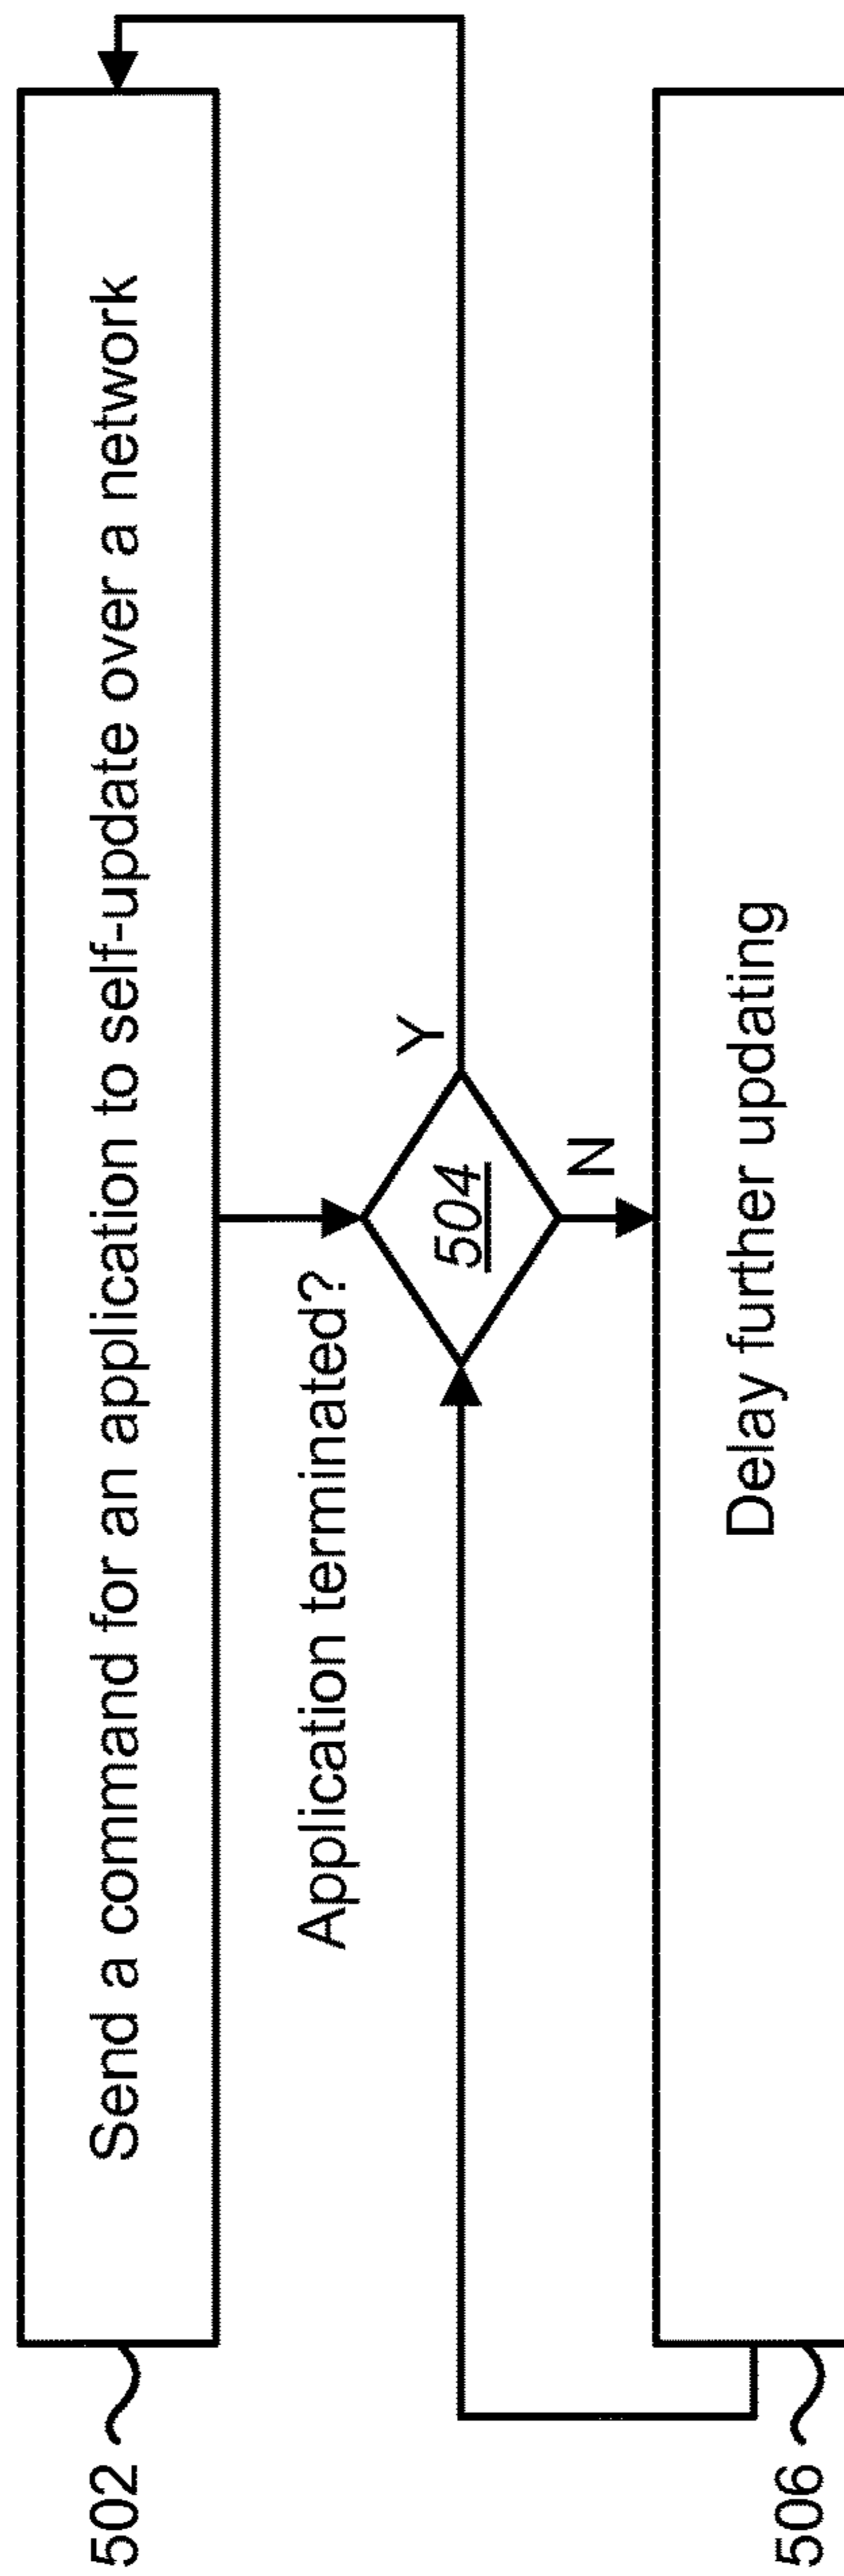 502
Send a command for an application to self-update over a network
Application terminated?
504
Y
N
506
Delay further updating